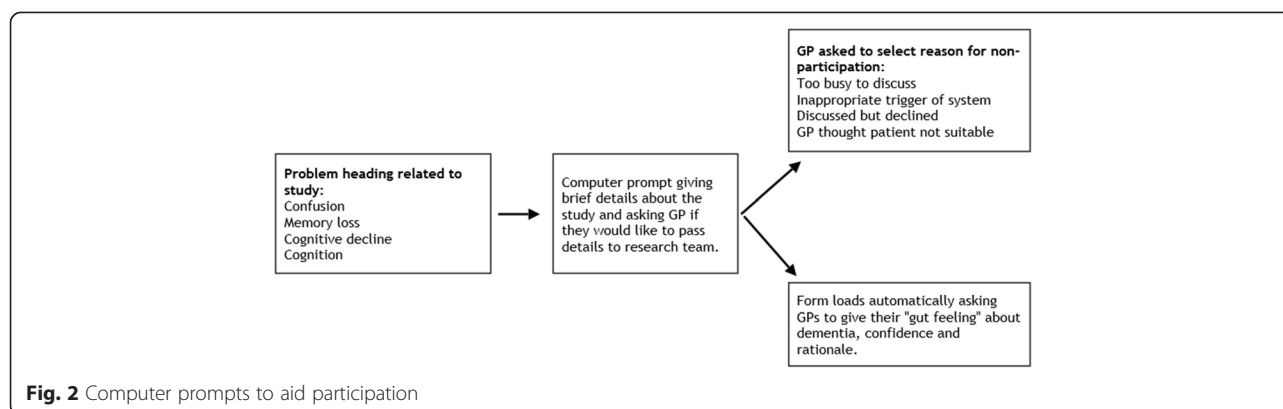 Problem heading related to
study:
Confusion
Memory loss
Cognitive decline
Cognition
Computer prompt giving
brief details about the
study and asking GP if
they would like to pass
details to research team.
GP asked to select reason for non-
participation:
Too busy to discuss
Inappropriate trigger of system
Discussed but declined
GP thought patient not suitable
Form loads automatically asking
GPs to give their "gut feeling" about
dementia, confidence and
rationale.
Fig. 2 Computer prompts to aid participation